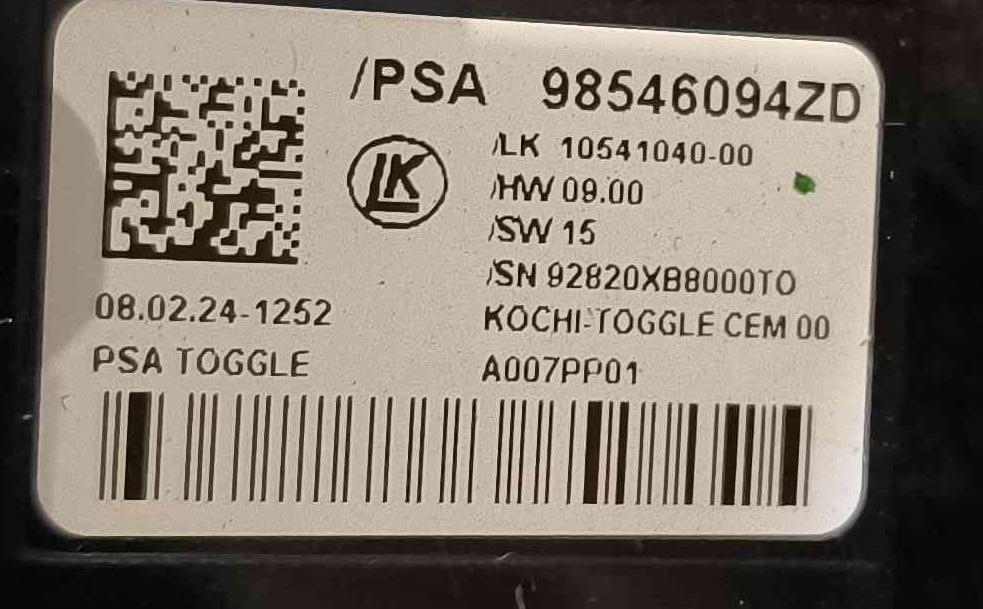 /PSA 98546094ZD
LK
/LK 10541040-00
/HW 09.00
/SW 15
/SN 92820XB8000TO
08.02.24-1252
KOCHI-TOGGLE CEM 00
PSA TOGGLE
A007PP01